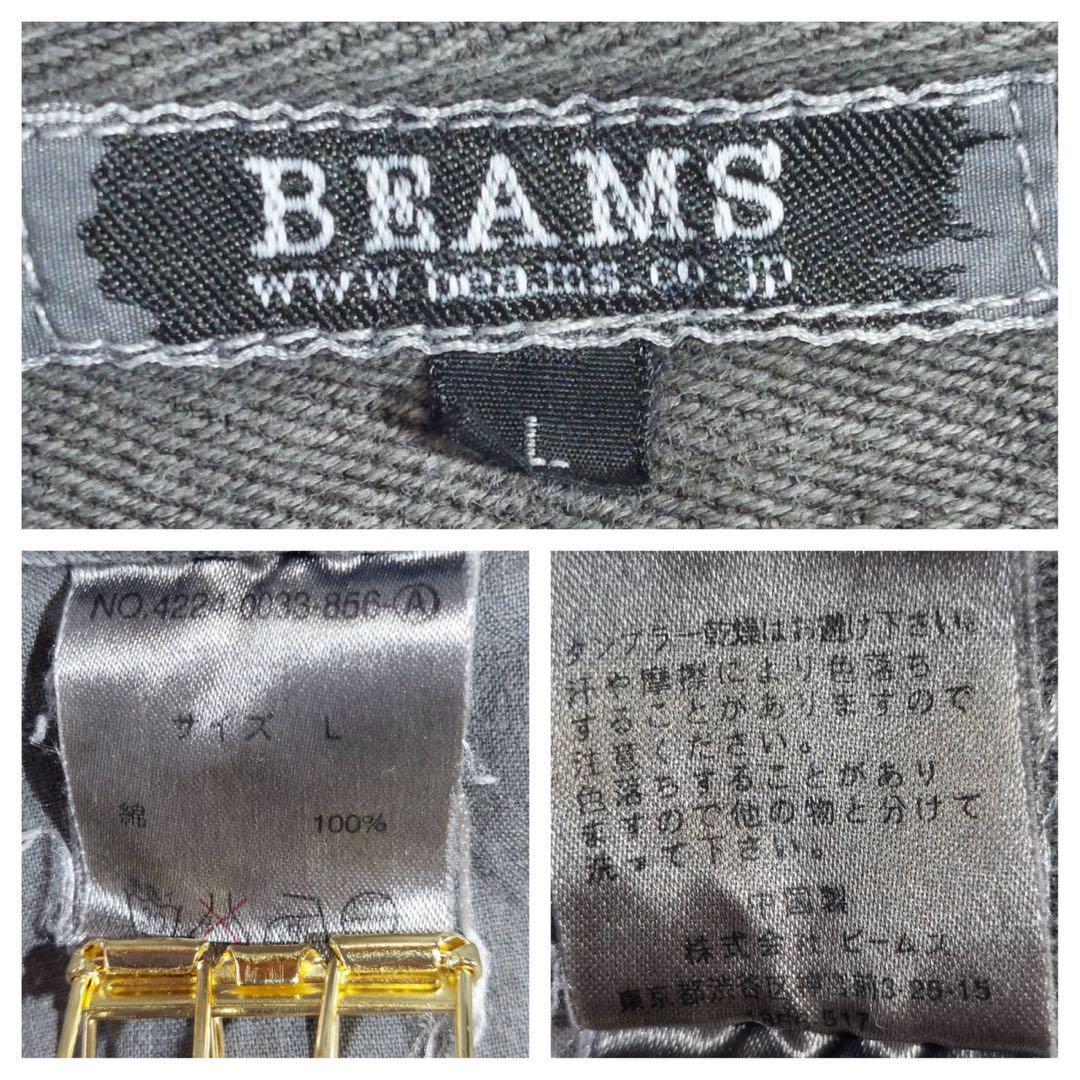 BEAMS
www.beams.co.jp
L
NO.4224-0033-856-Ⓐ
サイズ L
綿 100%
タンブラー乾燥はお避け下さい。
汗や摩擦により色落ち
することがありますので
注意ください。
色落ちすることがあり
ますので他の物と分けて
洗って下さい。
中国製
株式会社ビームス
東京都渋谷区神宮前3-25-15